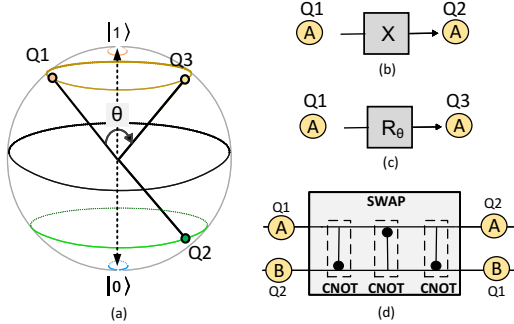 |1⟩
Q1
Q3
θ
Q2
|0⟩
(a)
Q1 Q2
A X A
(b)
Q1 Q3
A Rθ A
(c)
SWAP
Q1 Q2
A A
B B
Q2 CNOT CNOT CNOT Q1
(d)